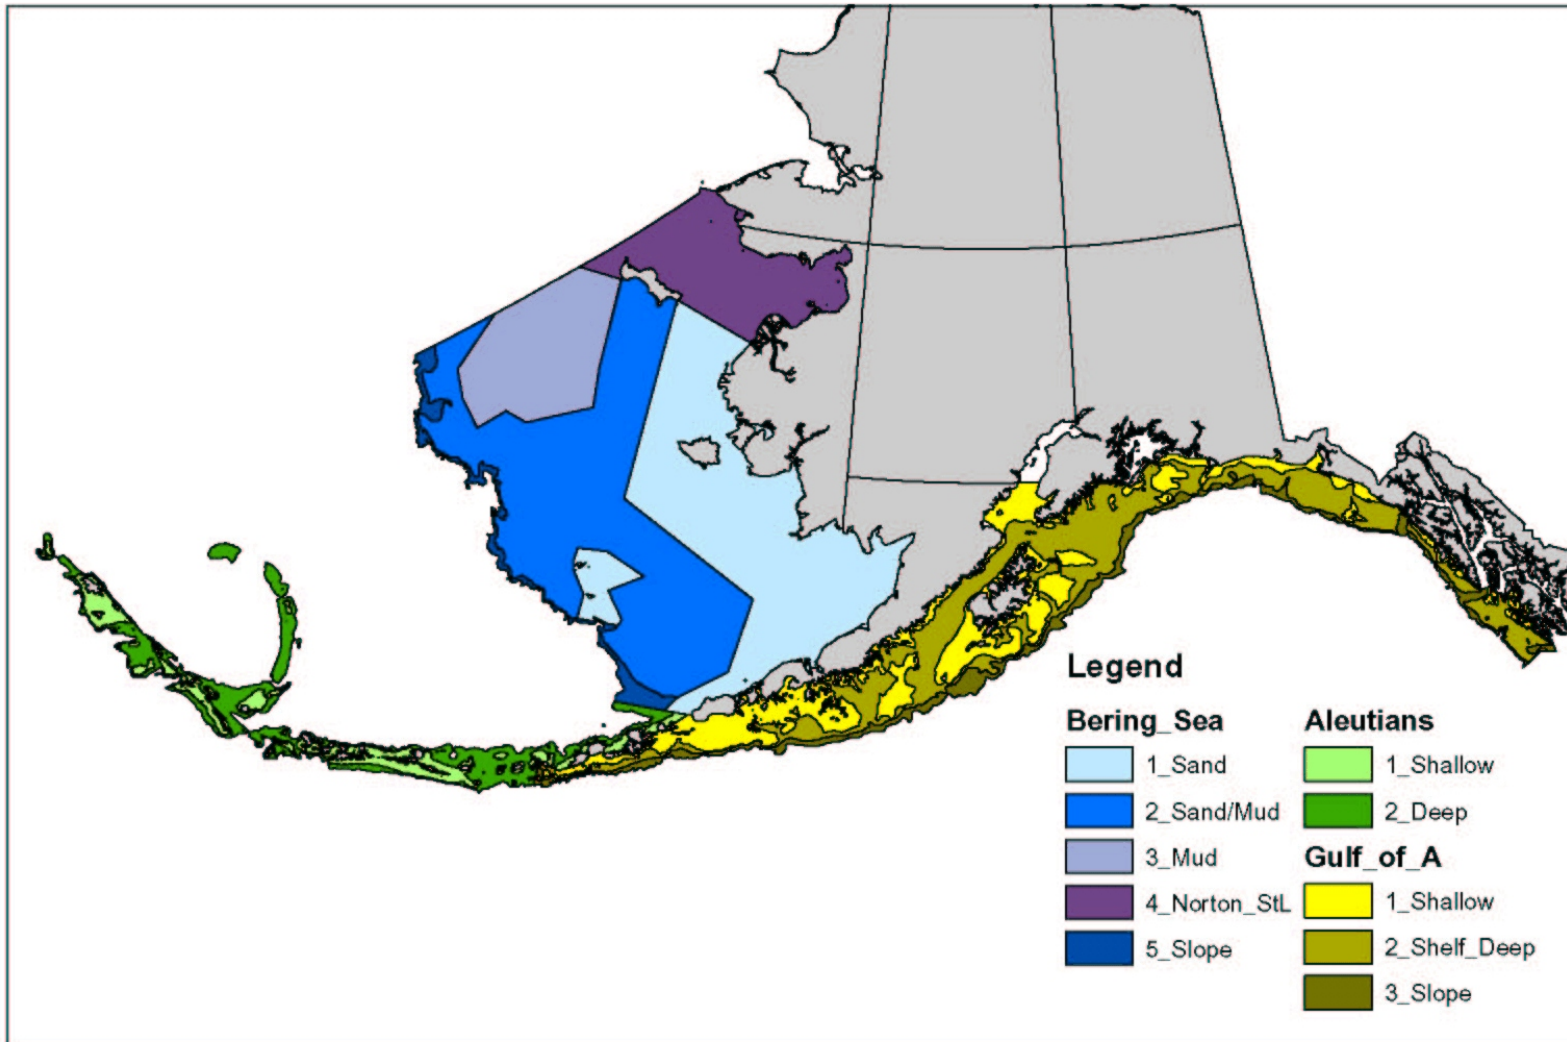 Legend
Bering_Sea
1_Sand
2_Sand/Mud
3_Mud
4_Norton_StL
5_Slope
Aleutians
1_Shallow
2_Deep
Gulf_of_A
1_Shallow
2_Shelf_Deep
3_Slope